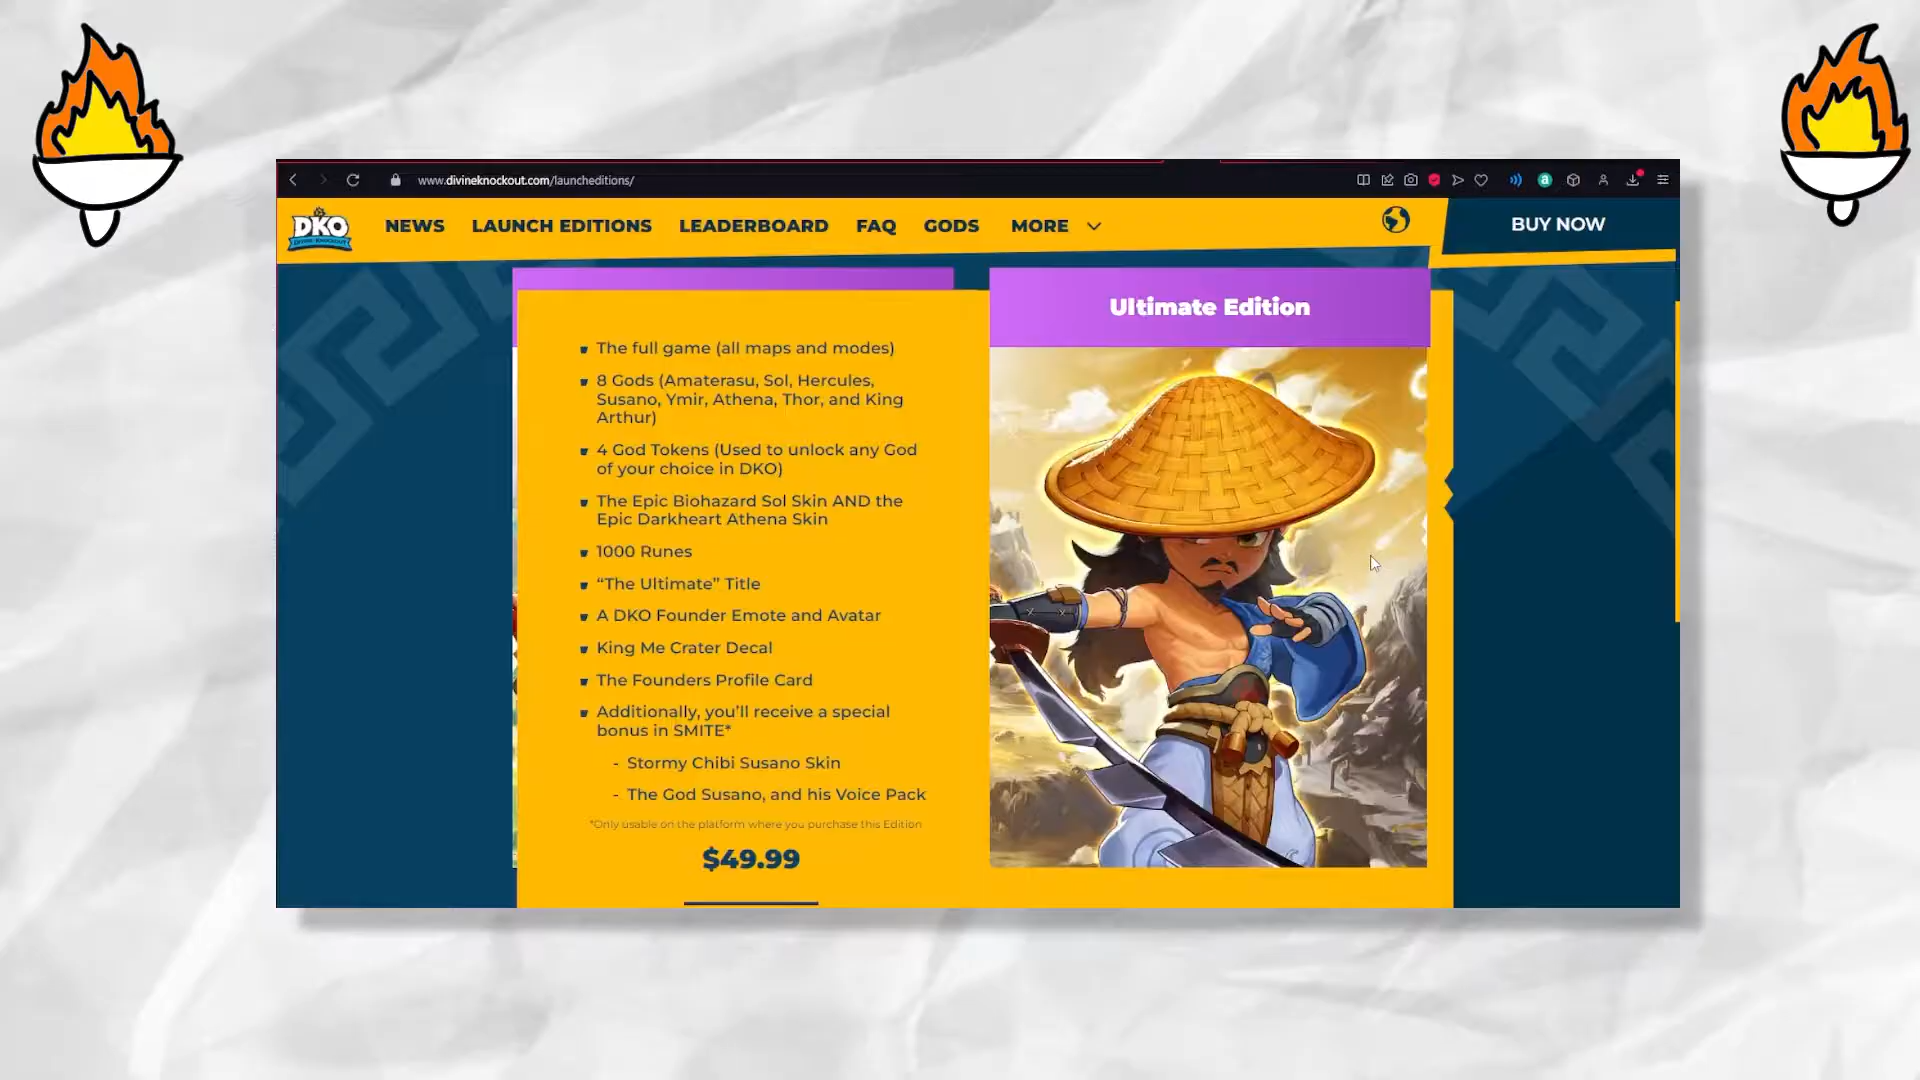 www.divineknockout.com/launcheditions/
DKO
DIVINE KNOCKOUT
NEWS
LAUNCH EDITIONS
LEADERBOARD
FAQ
GODS
MORE
BUY NOW
The full game (all maps and modes)
8 Gods (Amaterasu, Sol, Hercules,
Susano, Ymir, Athena, Thor, and King
Arthur)
4 God Tokens (Used to unlock any God
of your choice in DKO)
The Epic Biohazard Sol Skin AND the
Epic Darkheart Athena Skin
1000 Runes
“The Ultimate” Title
A DKO Founder Emote and Avatar
King Me Crater Decal
The Founders Profile Card
Additionally, you’ll receive a special
bonus in SMITE*
- Stormy Chibi Susano Skin
- The God Susano, and his Voice Pack
*Only usable on the platform where you purchase this Edition
$49.99
Ultimate Edition